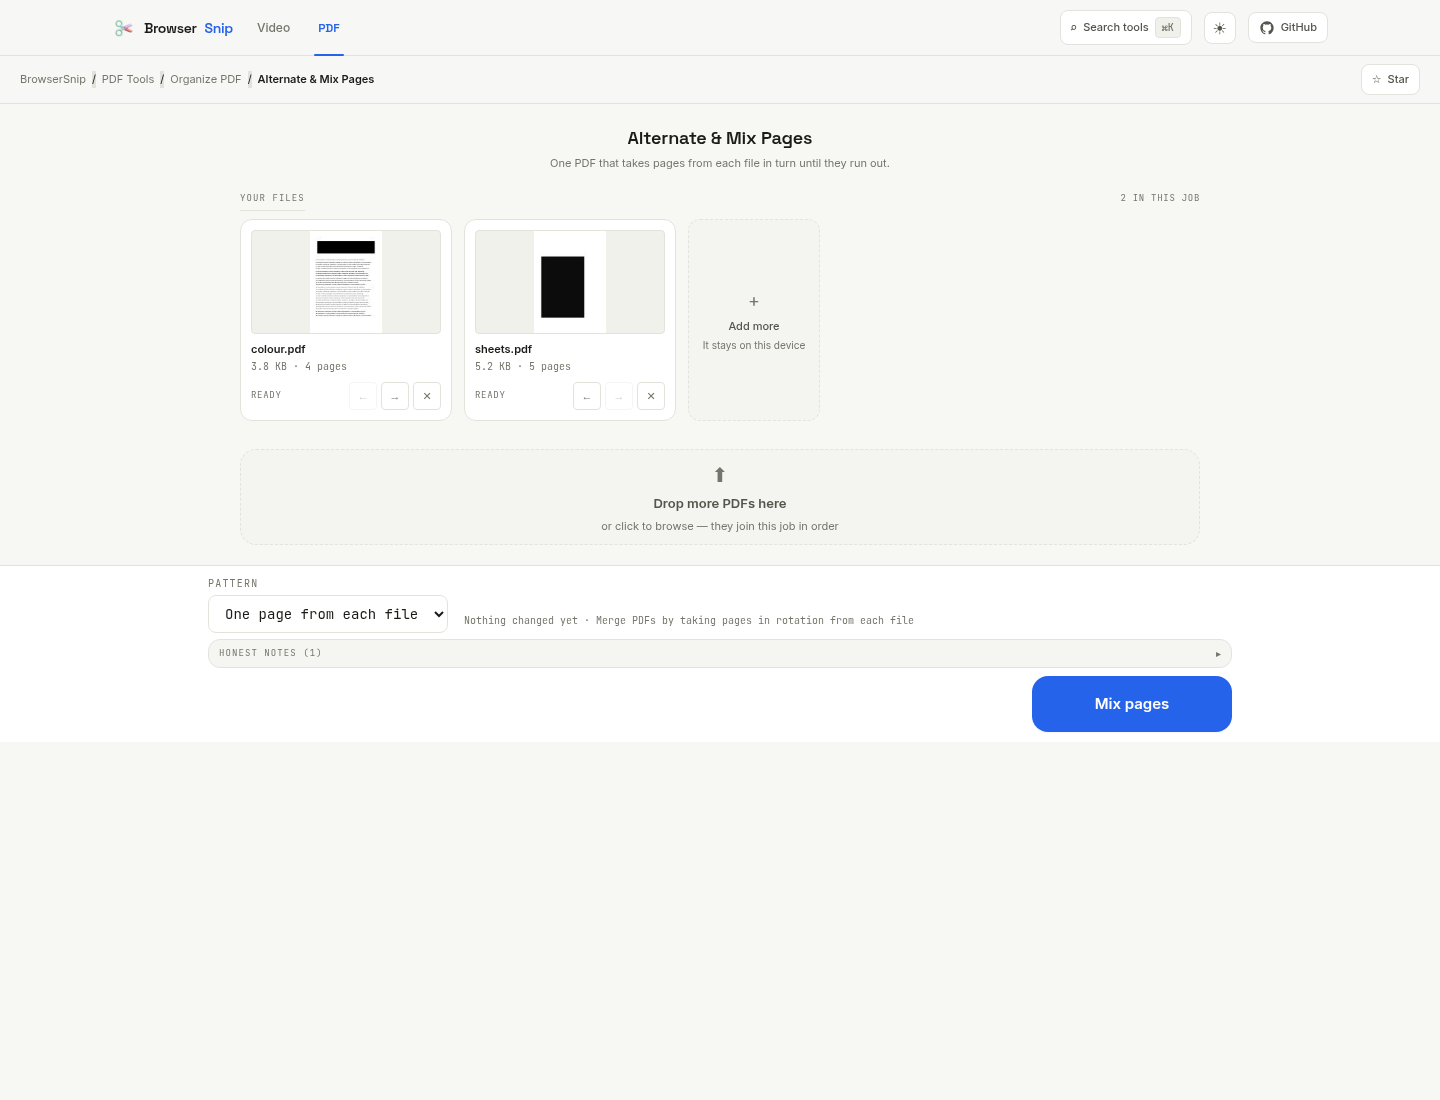 Browser Snip Video PDF Search tools ⌘K GitHub
BrowserSnip / PDF Tools / Organize PDF / Alternate & Mix Pages ☆ Star
Alternate & Mix Pages
One PDF that takes pages from each file in turn until they run out.
YOUR FILES 2 IN THIS JOB
colour.pdf
3.8 KB · 4 pages
READY ← → ✕
sheets.pdf
5.2 KB · 5 pages
READY ← → ✕
+
Add more
It stays on this device
Drop more PDFs here
or click to browse — they join this job in order
PATTERN
One page from each file
Nothing changed yet · Merge PDFs by taking pages in rotation from each file
HONEST NOTES (1)
Mix pages